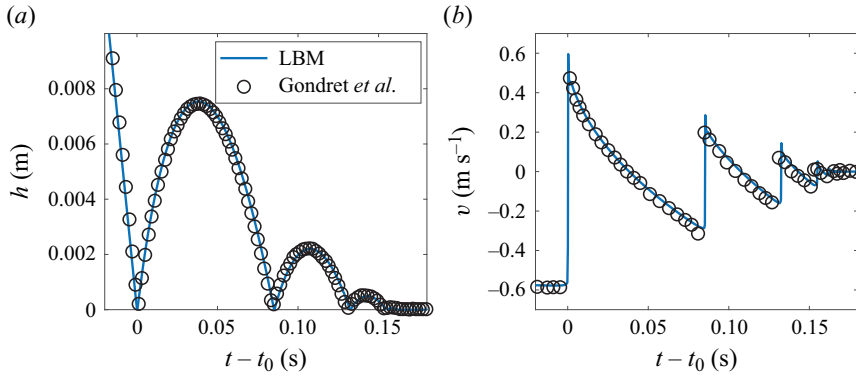 (a)
LBM
Gondret et al.
0.008
0.006
0.004
0.002
0
h (m)
0
0.05
0.10
0.15
t – t0 (s)
(b)
0.6
0.4
0.2
0
–0.2
–0.4
–0.6
v (m s–1)
0
0.05
0.10
0.15
t – t0 (s)